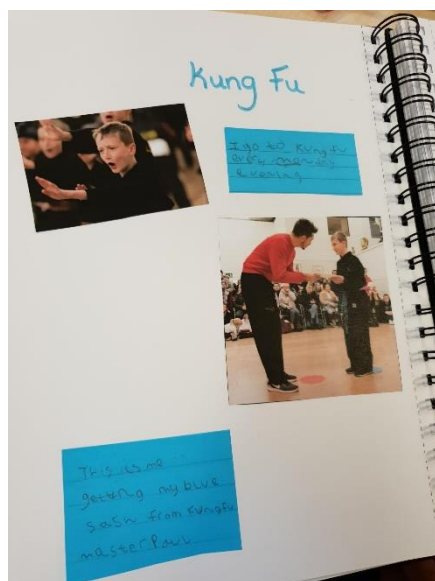 Kung Fu
I go to Kung fu
every monday
evening
This is me
getting my blue
sash from Kungfu
master Paul